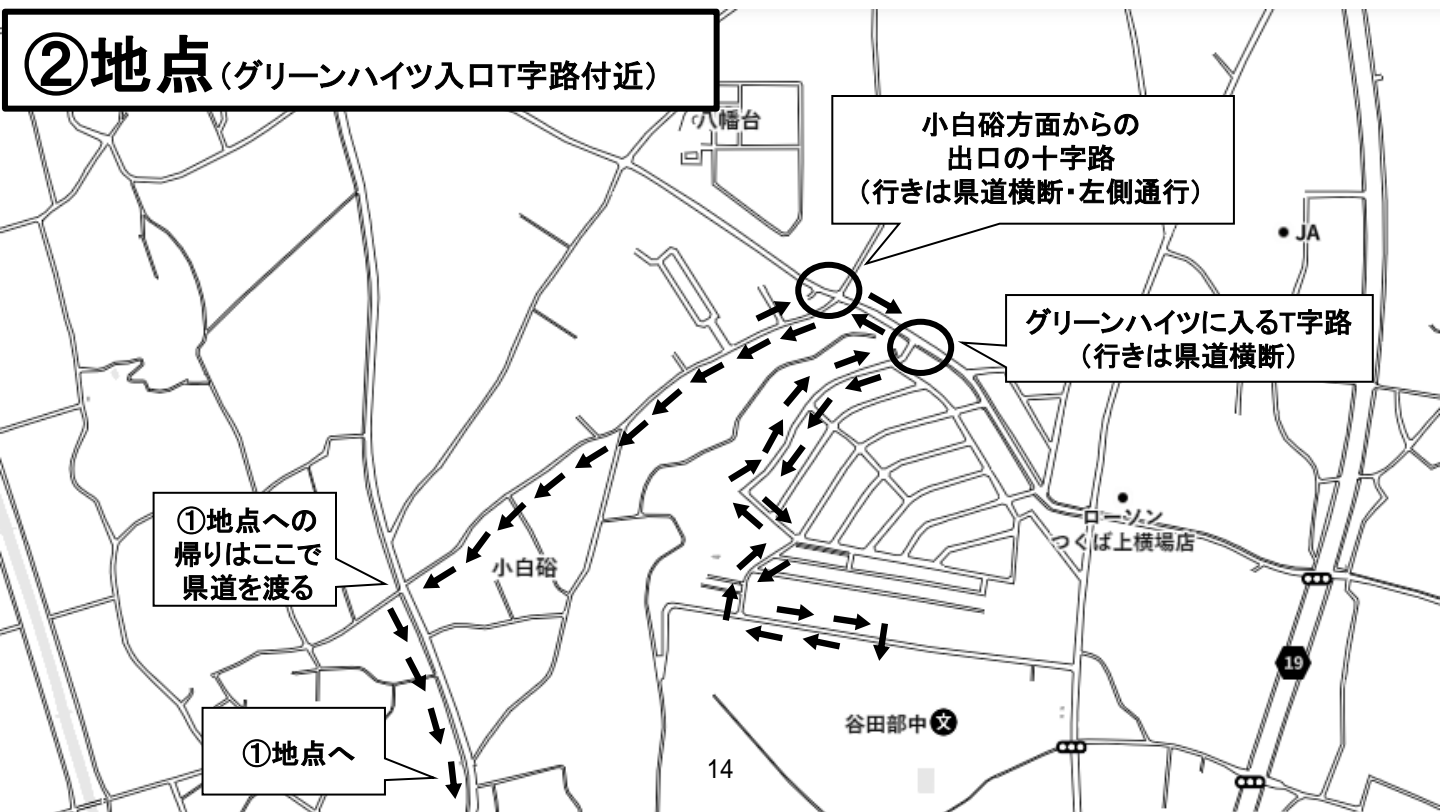 ②地点(グリーンハイツ入口T字路付近)
八幡台
小白硲方面からの
出口の十字路
(行きは県道横断・左側通行)
JA
グリーンハイツに入るT字路
(行きは県道横断)
ローソン
つくば上横場店
①地点への
帰りはここで
県道を渡る
小白硲
19
谷田部中
文
①地点へ
14